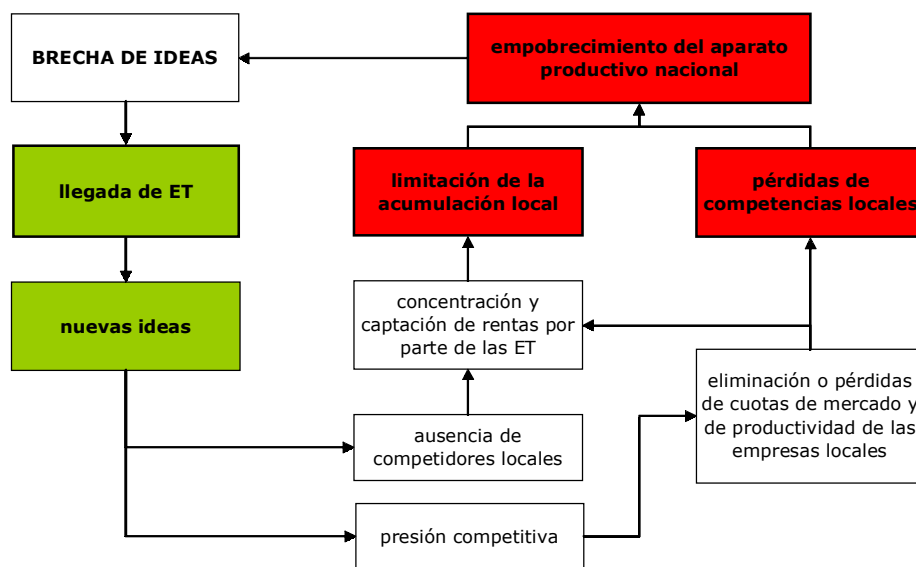 BRECHA DE IDEAS
empobrecimiento del aparato
productivo nacional
llegada de ET
limitación de la
acumulación local
pérdidas de
competencias locales
nuevas ideas
concentración y
captación de rentas por
parte de las ET
eliminación o pérdidas
de cuotas de mercado y
de productividad de las
empresas locales
ausencia de
competidores locales
presión competitiva